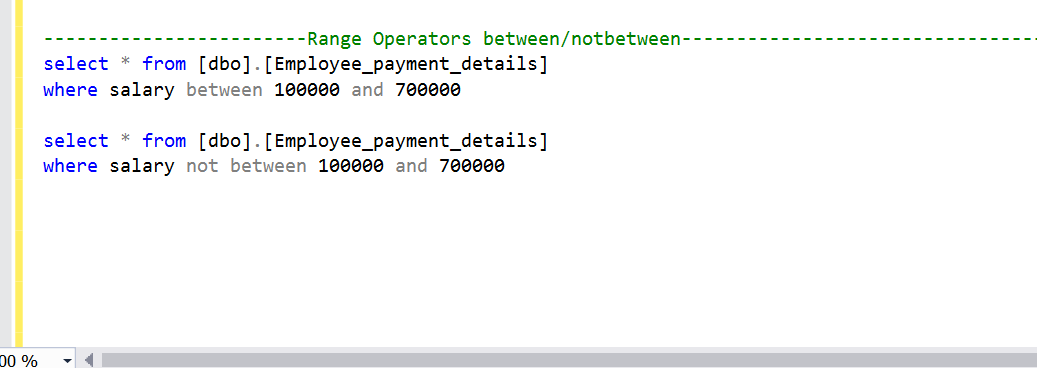 ------------------------Range Operators between/notbetween---------------------------------
select * from [dbo].[Employee_payment_details]
where salary between 100000 and 700000
select * from [dbo].[Employee_payment_details]
where salary not between 100000 and 700000
00 %